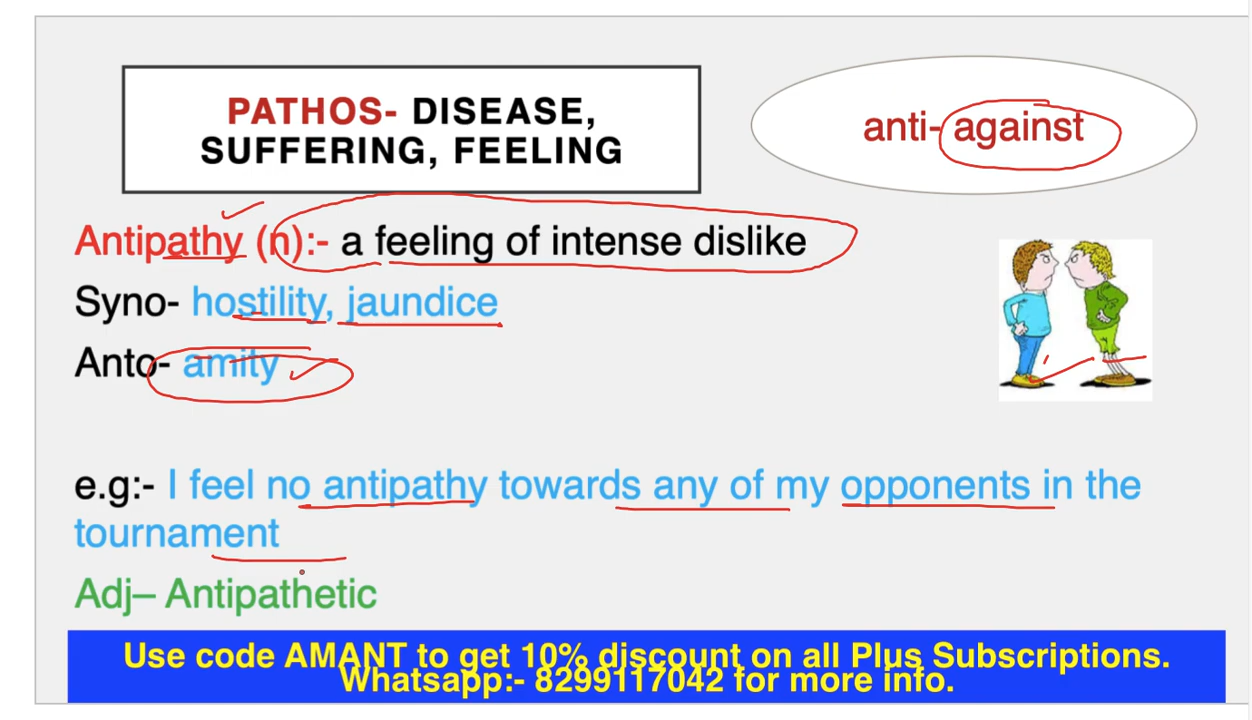 PATHOS- DISEASE,
SUFFERING, FEELING
anti- against
Antipathy (n):- a feeling of intense dislike
Syno- hostility, jaundice
Anto- amity
e.g:- I feel no antipathy towards any of my opponents in the
tournament
Adj– Antipathetic
Use code AMANT to get 10% discount on all Plus Subscriptions.
Whatsapp:- 8299117042 for more info.